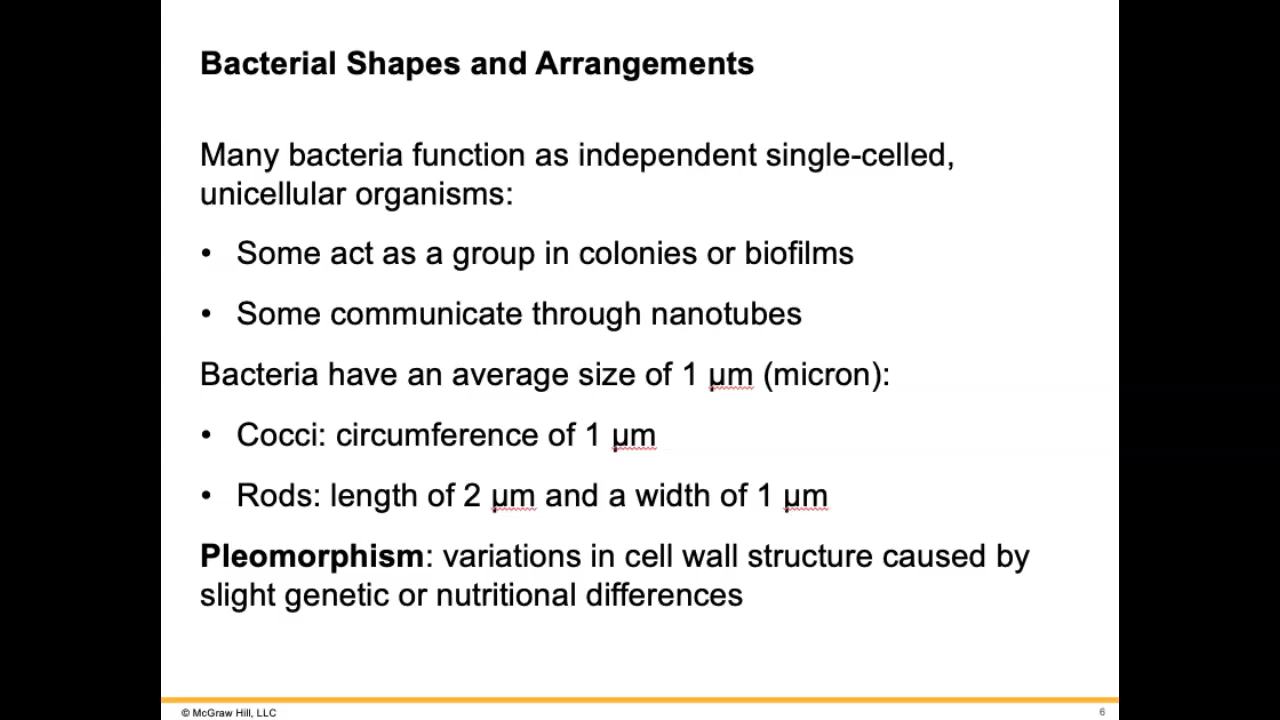 Bacterial Shapes and Arrangements
Many bacteria function as independent single-celled,
unicellular organisms:
• Some act as a group in colonies or biofilms
• Some communicate through nanotubes
Bacteria have an average size of 1 µm (micron):
• Cocci: circumference of 1 µm
• Rods: length of 2 µm and a width of 1 µm
Pleomorphism: variations in cell wall structure caused by
slight genetic or nutritional differences
© McGraw Hill, LLC
6